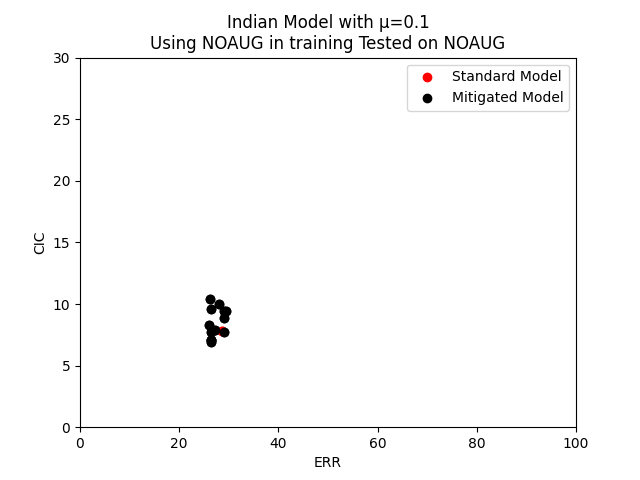 Indian Model with μ=0.1
Using NOAUG in training Tested on NOAUG
Standard Model
Mitigated Model
30
25
20
15
10
5
0
CIC
0 20 40 60 80 100
ERR